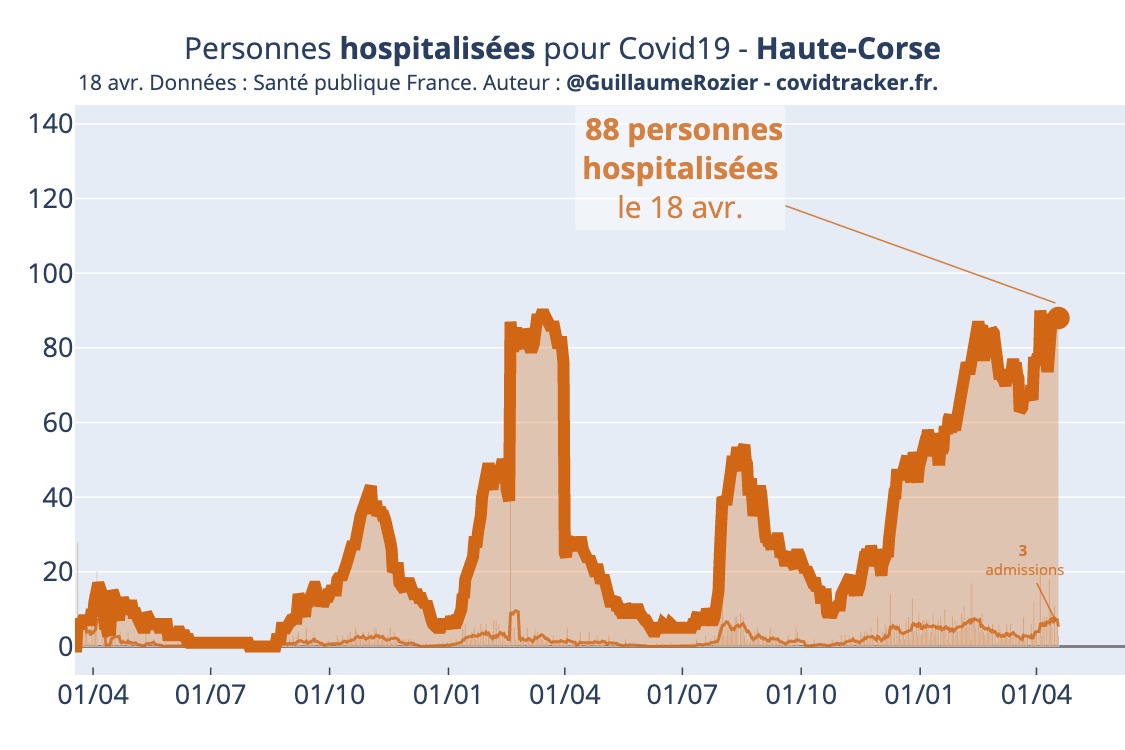 Personnes hospitalisées pour Covid19 - Haute-Corse
18 avr. Données : Santé publique France. Auteur : @GuillaumeRozier - covidtracker.fr.
140
88 personnes
hospitalisées
le 18 avr.
120
100
80
60
40
3
admissions
20
0
01/04 01/07 01/10 01/01 01/04 01/07 01/10 01/01 01/04